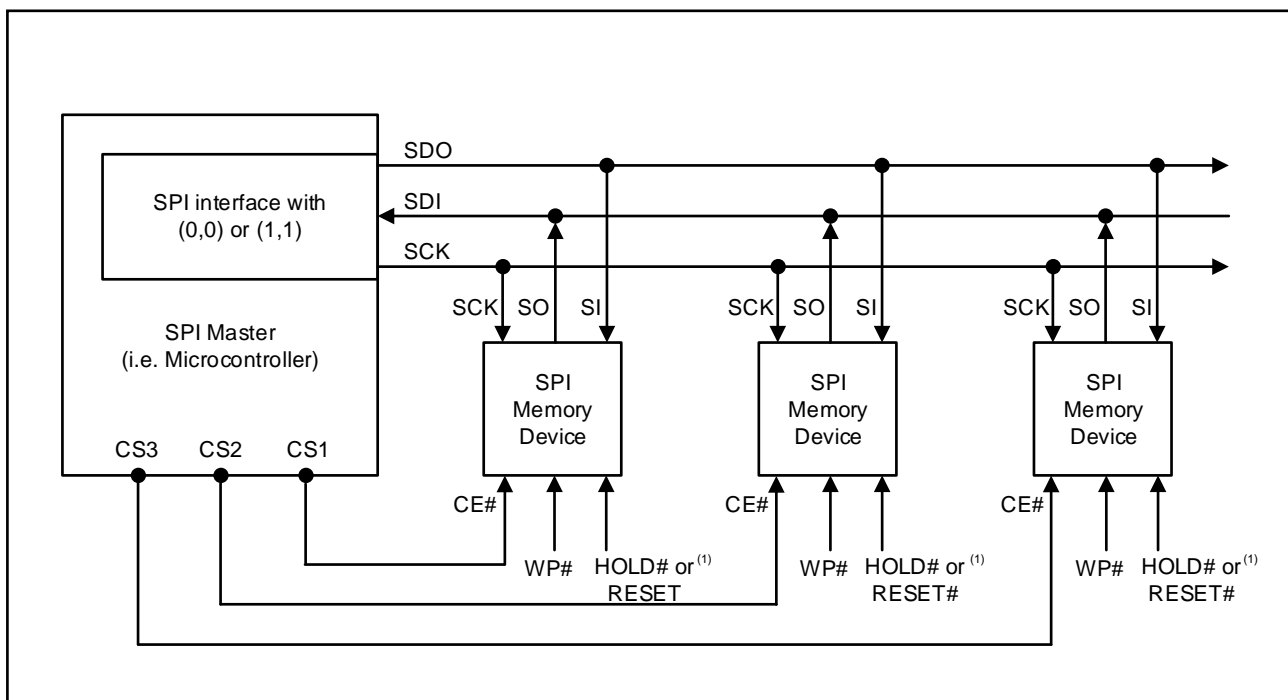 SDO
SPI interface with
(0,0) or (1,1)
SDI
SCK
SPI Master
(i.e. Microcontroller)
CS3 CS2 CS1
SCK SO SI
SPI
Memory
Device
CE#
WP#
HOLD# or (1)
RESET
SCK SO SI
SPI
Memory
Device
CE#
WP#
HOLD# or (1)
RESET#
SCK SO SI
SPI
Memory
Device
CE#
WP#
HOLD# or (1)
RESET#